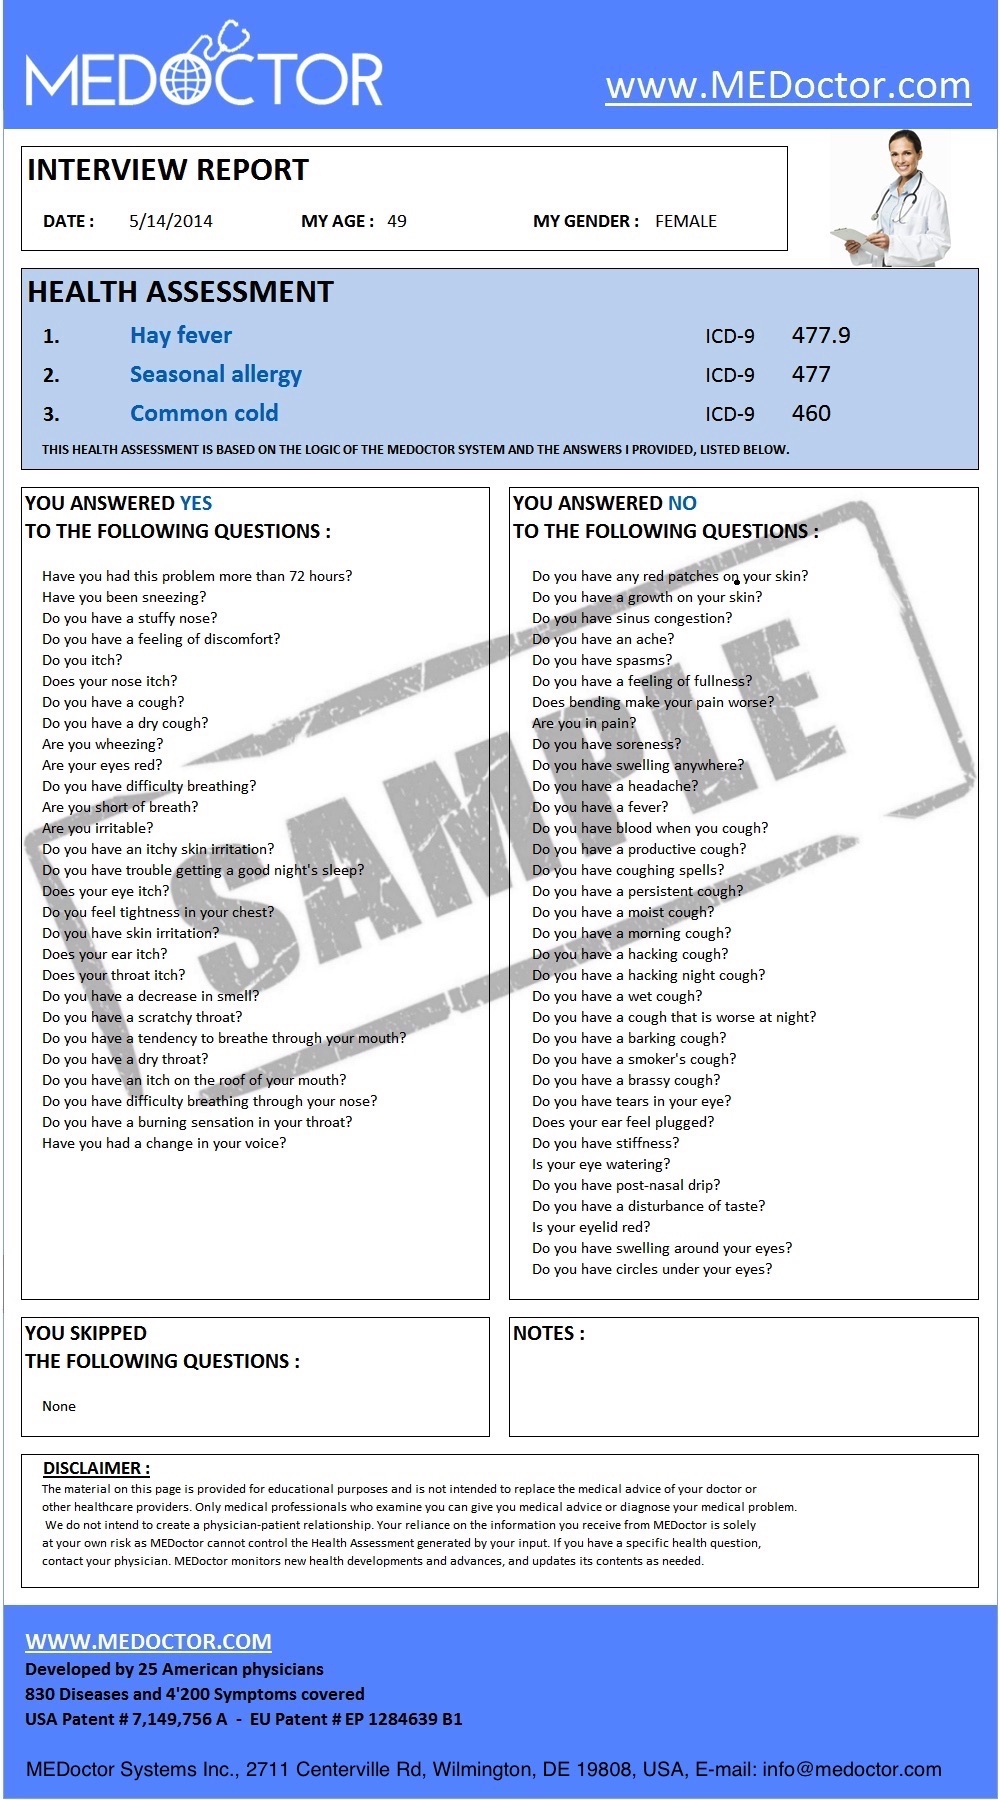 MEDOCTOR
www.MEDoctor.com
INTERVIEW REPORT
DATE : 5/14/2014 MY AGE : 49 MY GENDER : FEMALE
HEALTH ASSESSMENT
1. Hay fever ICD-9 477.9
2. Seasonal allergy ICD-9 477
3. Common cold ICD-9 460
THIS HEALTH ASSESSMENT IS BASED ON THE LOGIC OF THE MEDOCTOR SYSTEM AND THE ANSWERS I PROVIDED, LISTED BELOW.
YOU ANSWERED YES
TO THE FOLLOWING QUESTIONS :
Have you had this problem more than 72 hours?
Have you been sneezing?
Do you have a stuffy nose?
Do you have a feeling of discomfort?
Do you itch?
Does your nose itch?
Do you have a cough?
Do you have a dry cough?
Are you wheezing?
Are your eyes red?
Do you have difficulty breathing?
Are you short of breath?
Are you irritable?
Do you have an itchy skin irritation?
Do you have trouble getting a good night's sleep?
Does your eye itch?
Do you feel tightness in your chest?
Do you have skin irritation?
Does your ear itch?
Does your throat itch?
Do you have a decrease in smell?
Do you have a scratchy throat?
Do you have a tendency to breathe through your mouth?
Do you have a dry throat?
Do you have an itch on the roof of your mouth?
Do you have difficulty breathing through your nose?
Do you have a burning sensation in your throat?
Have you had a change in your voice?
YOU ANSWERED NO
TO THE FOLLOWING QUESTIONS :
Do you have any red patches on your skin?
Do you have a growth on your skin?
Do you have sinus congestion?
Do you have an ache?
Do you have spasms?
Do you have a feeling of fullness?
Does bending make your pain worse?
Are you in pain?
Do you have soreness?
Do you have swelling anywhere?
Do you have a headache?
Do you have a fever?
Do you have blood when you cough?
Do you have a productive cough?
Do you have coughing spells?
Do you have a persistent cough?
Do you have a moist cough?
Do you have a morning cough?
Do you have a hacking cough?
Do you have a hacking night cough?
Do you have a wet cough?
Do you have a cough that is worse at night?
Do you have a barking cough?
Do you have a smoker's cough?
Do you have a brassy cough?
Do you have tears in your eye?
Does your ear feel plugged?
Do you have stiffness?
Is your eye watering?
Do you have post-nasal drip?
Do you have a disturbance of taste?
Is your eyelid red?
Do you have swelling around your eyes?
Do you have circles under your eyes?
SAMPLE
YOU SKIPPED
THE FOLLOWING QUESTIONS :
None
NOTES :
DISCLAIMER :
The material on this page is provided for educational purposes and is not intended to replace the medical advice of your doctor or
other healthcare providers. Only medical professionals who examine you can give you medical advice or diagnose your medical problem.
We do not intend to create a physician-patient relationship. Your reliance on the information you receive from MEDoctor is solely
at your own risk as MEDoctor cannot control the Health Assessment generated by your input. If you have a specific health question,
contact your physician. MEDoctor monitors new health developments and advances, and updates its contents as needed.
WWW.MEDOCTOR.COM
Developed by 25 American physicians
830 Diseases and 4'200 Symptoms covered
USA Patent # 7,149,756 A - EU Patent # EP 1284639 B1
MEDoctor Systems Inc., 2711 Centerville Rd, Wilmington, DE 19808, USA, E-mail: info@medoctor.com